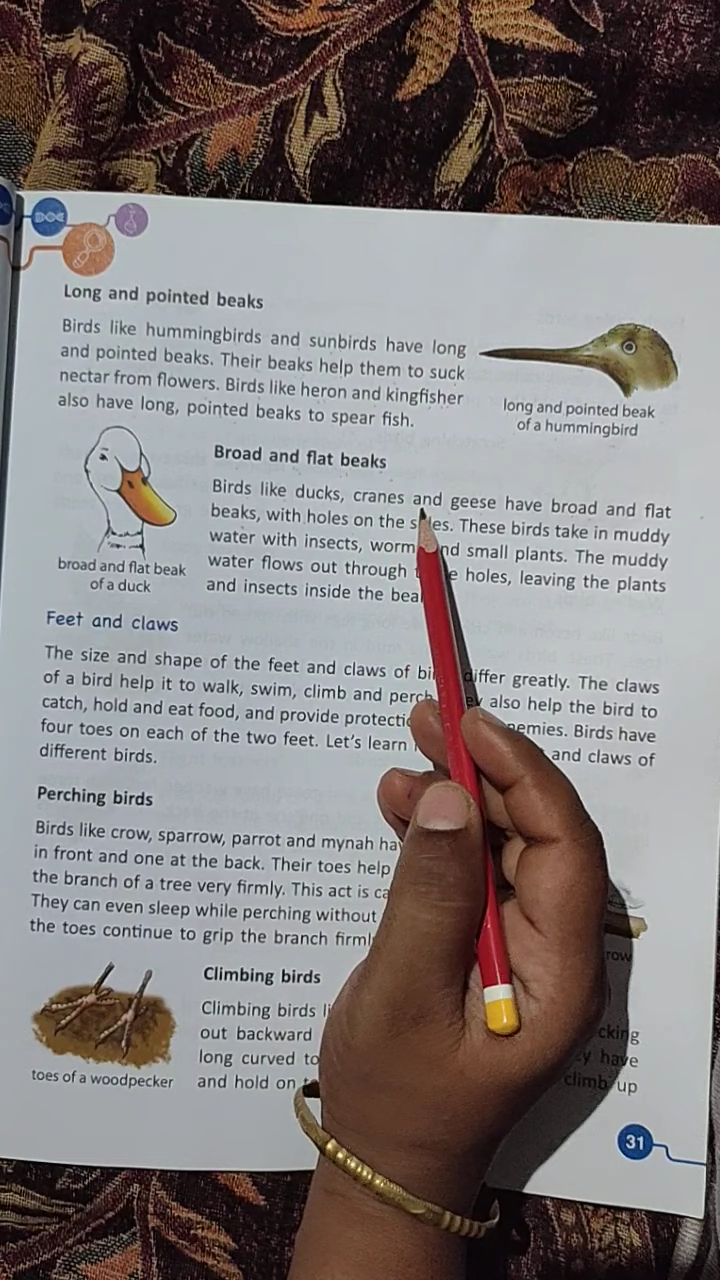 Long and pointed beaks
Birds like hummingbirds and sunbirds have long
and pointed beaks. Their beaks help them to suck
nectar from flowers. Birds like heron and kingfisher
also have long, pointed beaks to spear fish.
long and pointed beak
of a hummingbird
Broad and flat beaks
Birds like ducks, cranes and geese have broad and flat
beaks, with holes on the sides. These birds take in muddy
water with insects, worms and small plants. The muddy
water flows out through holes, leaving the plants
and insects inside the beak
broad and flat beak
of a duck
Feet and claws
The size and shape of the feet and claws of differ greatly. The claws
of a bird help it to walk, swim, climb and perch also help the bird to
catch, hold and eat food, and provide enemies. Birds have
four toes on each of the two feet. Let's learn and claws of
different birds.
Perching birds
Birds like crow, sparrow, parrot and mynah
in front and one at the back. Their toes help
the branch of a tree very firmly. This act is
They can even sleep while perching without
the toes continue to grip the branch
Climbing birds
Climbing birds
out backward
long curved have
and hold on climb up
toes of a woodpecker
31